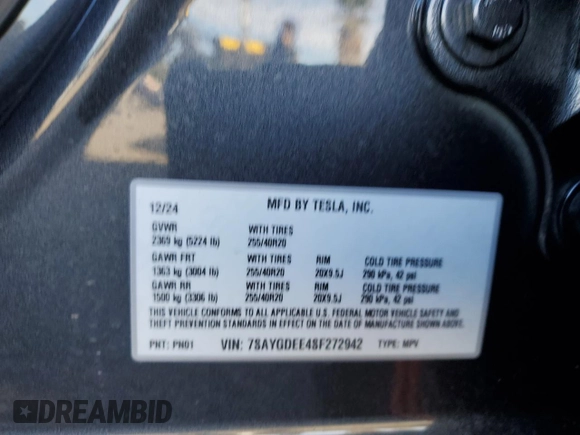 12/24 MFD BY TESLA, INC.
GVWR WITH TIRES
2369 kg (5224 lb) 255/40R20
GAWR FRT WITH TIRES RIM COLD TIRE PRESSURE
1363 kg (3004 lb) 255/40R20 20X9.5J 290 kPa, 42 psi
GAWR RR WITH TIRES RIM COLD TIRE PRESSURE
1500 kg (3306 lb) 255/40R20 20X9.5J 290 kPa, 42 psi
THIS VEHICLE CONFORMS TO ALL APPLICABLE U.S. FEDERAL MOTOR VEHICLE SAFETY AND
THEFT PREVENTION STANDARDS IN EFFECT ON THE DATE OF MANUFACTURE SHOWN ABOVE.
PNT: PN01 VIN: 7SAYGDEE4SF272942 TYPE: MPV
DREAMBID